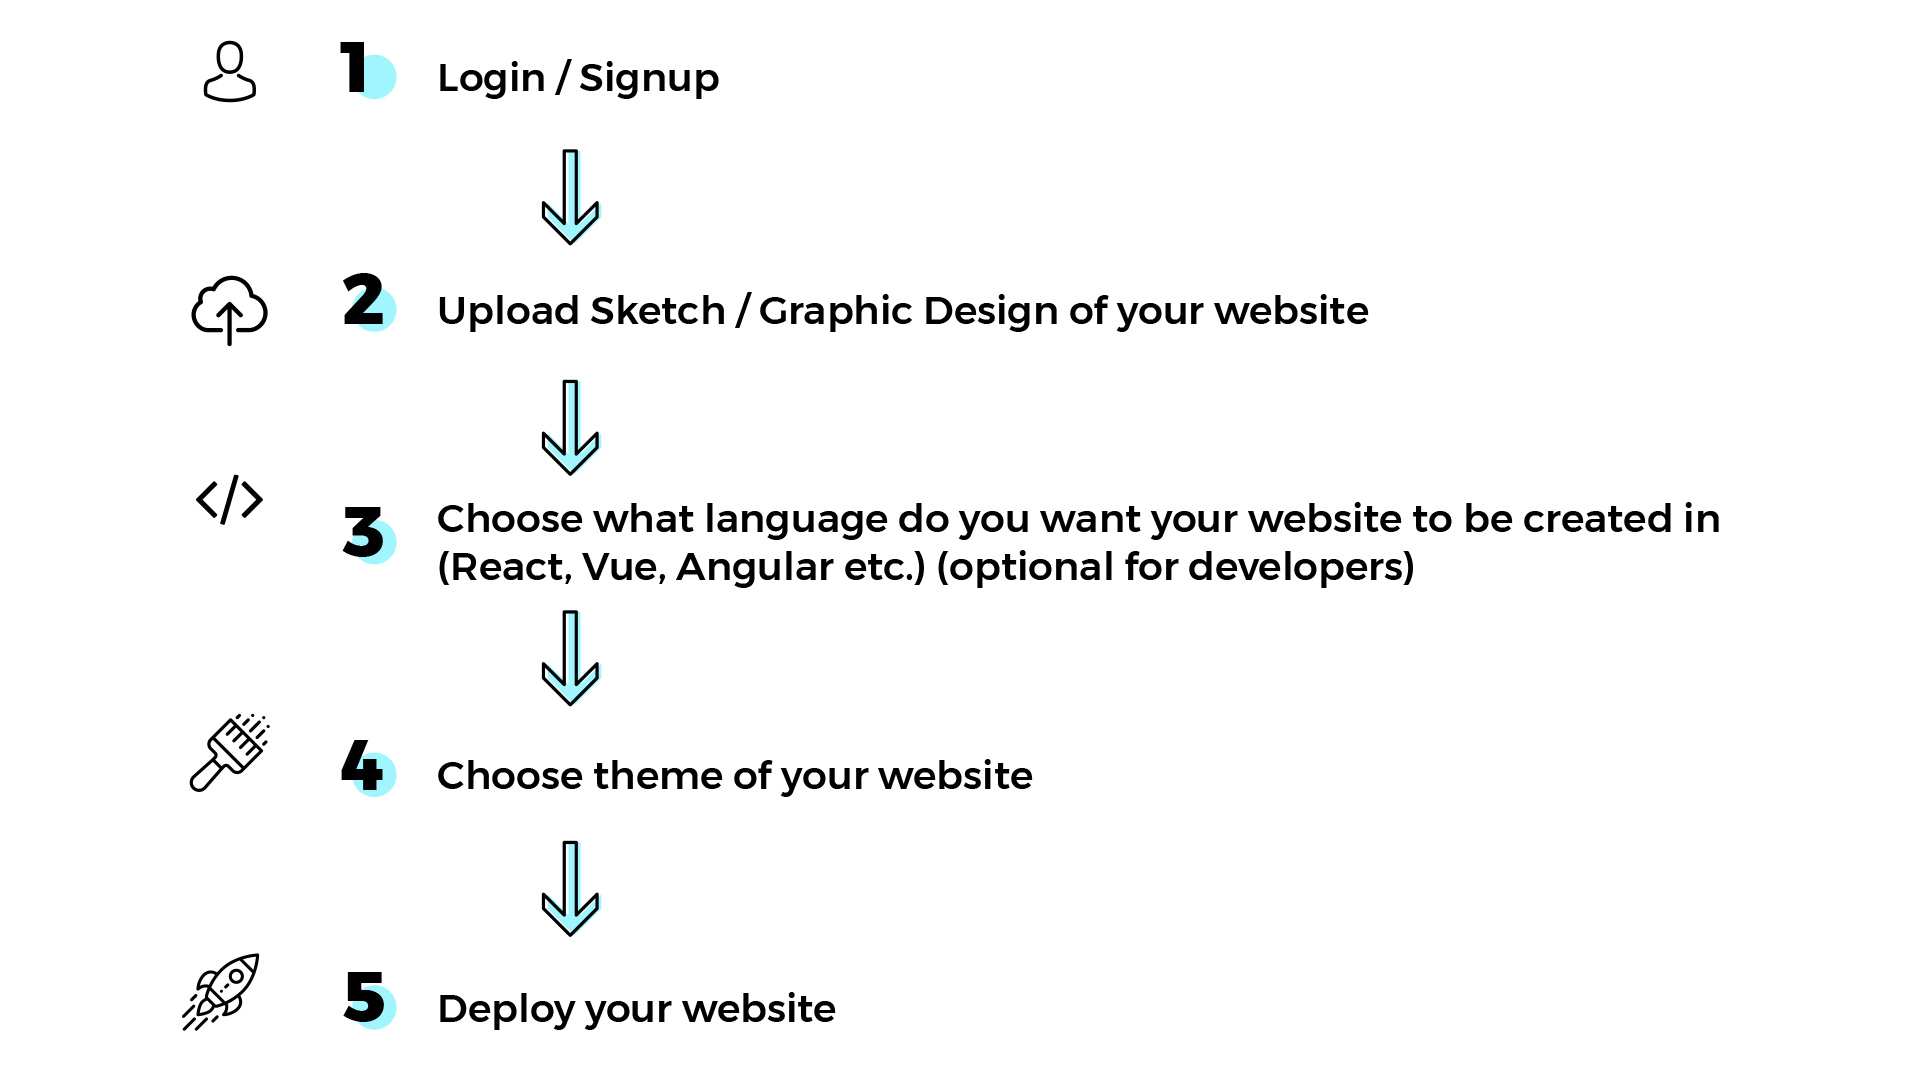 1 Login / Signup
2 Upload Sketch / Graphic Design of your website
3 Choose what language do you want your website to be created in
(React, Vue, Angular etc.) (optional for developers)
4 Choose theme of your website
5 Deploy your website